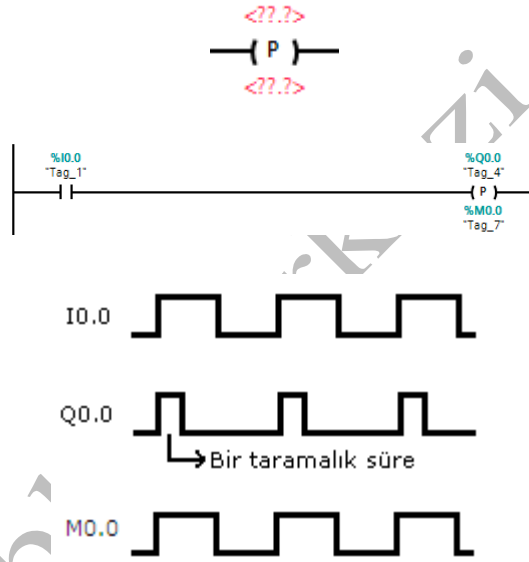 <??.?>
( P )
<??.?>
%I0.0
"Tag_1"
%Q0.0
"Tag_4"
( P )
%M0.0
"Tag_7"
I0.0
Q0.0
Bir taramalık süre
M0.0